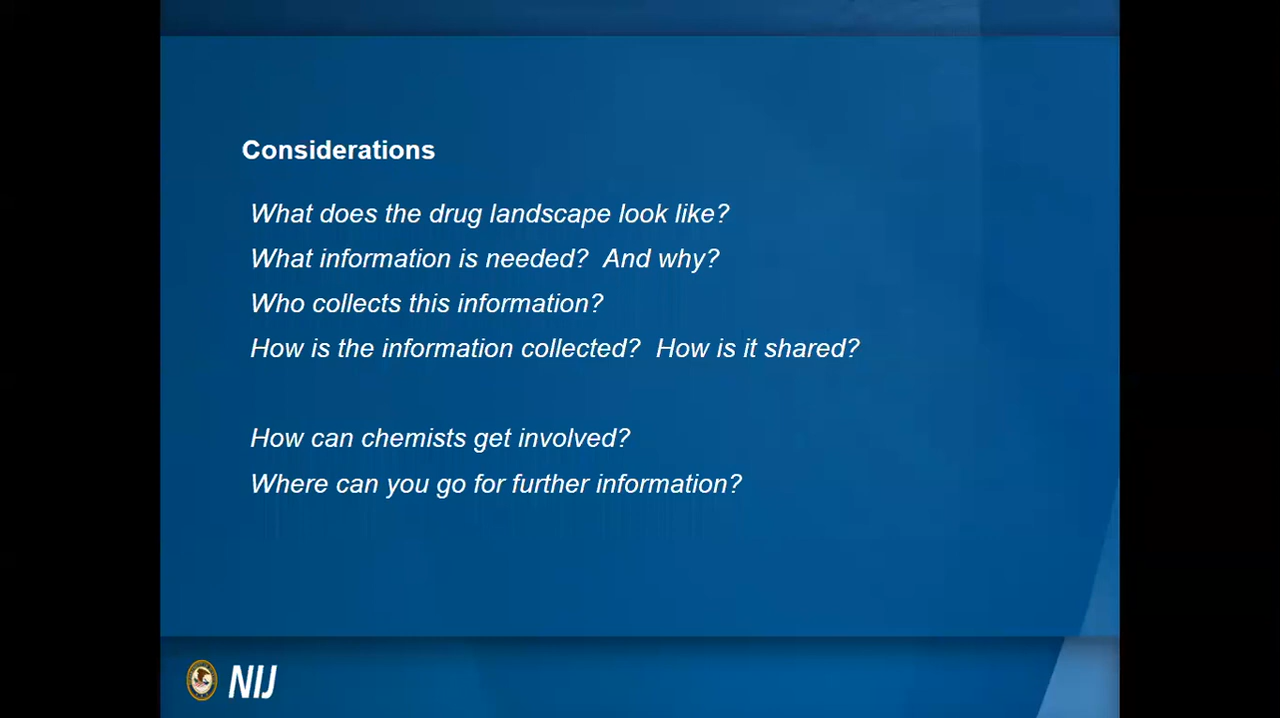 Considerations
What does the drug landscape look like?
What information is needed?  And why?
Who collects this information?
How is the information collected?  How is it shared?
How can chemists get involved?
Where can you go for further information?
NIJ